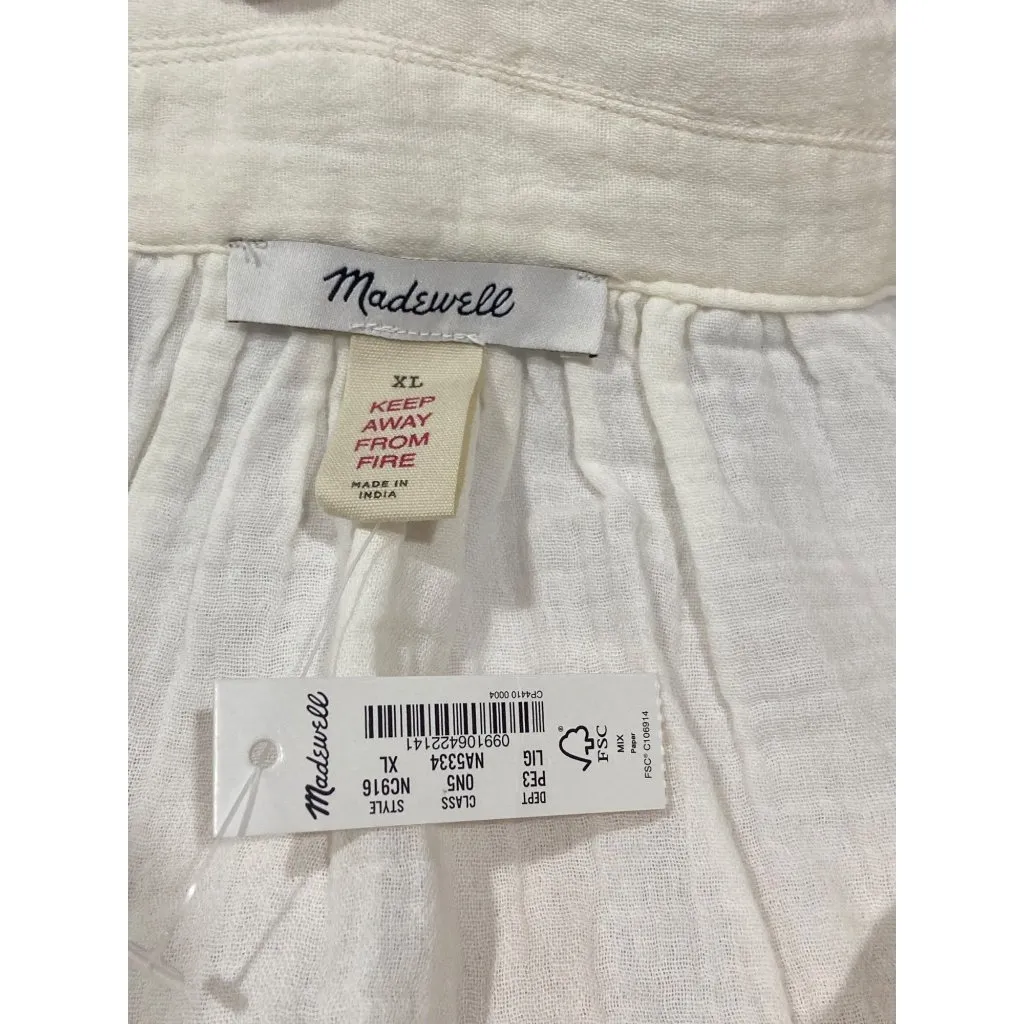 Madewell
XL
KEEP
AWAY
FROM
FIRE
MADE IN
INDIA
Madewell
DEPT CLASS STYLE
PE3 0N5 NC916
LIG NA5334 XL
099106422141
CP4410 0004
®
FSC
MIX
Paper
FSC® C106914